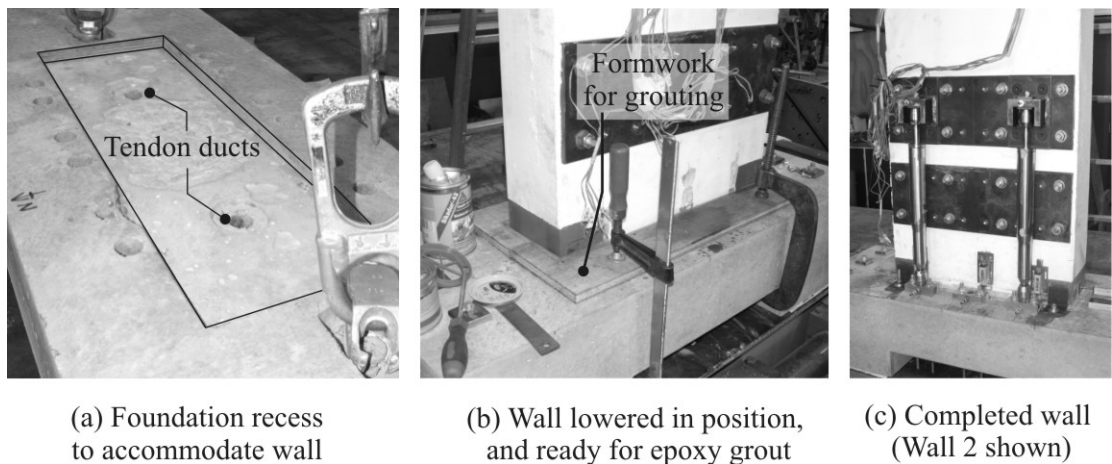 Tendon ducts
Formwork
for grouting
(a) Foundation recess
to accommodate wall
(b) Wall lowered in position,
and ready for epoxy grout
(c) Completed wall
(Wall 2 shown)